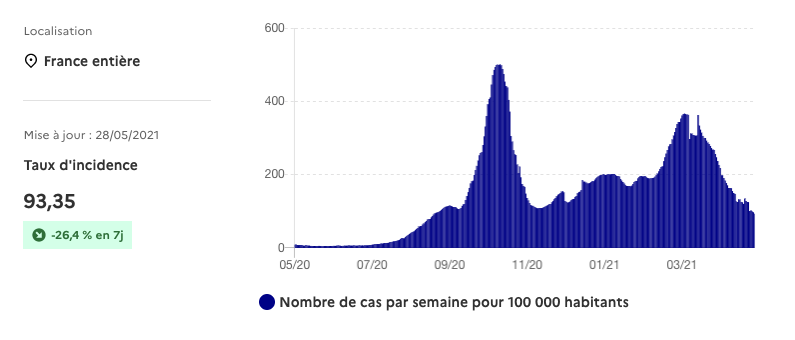 Localisation
France entière
Mise à jour : 28/05/2021
Taux d'incidence
93,35
-26,4 % en 7j
600
400
200
0
05/20 07/20 09/20 11/20 01/21 03/21
Nombre de cas par semaine pour 100 000 habitants